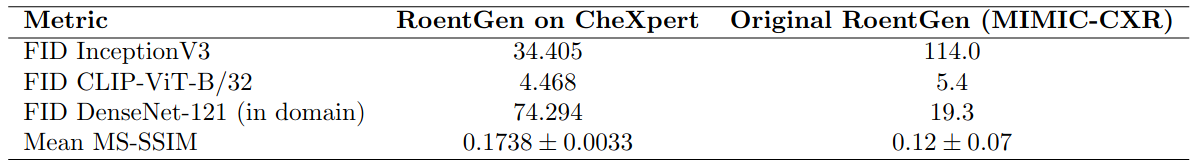 Metric RoentGen on CheXpert Original RoentGen (MIMIC-CXR)
FID InceptionV3 34.405 114.0
FID CLIP-ViT-B/32 4.468 5.4
FID DenseNet-121 (in domain) 74.294 19.3
Mean MS-SSIM 0.1738 ± 0.0033 0.12 ± 0.07